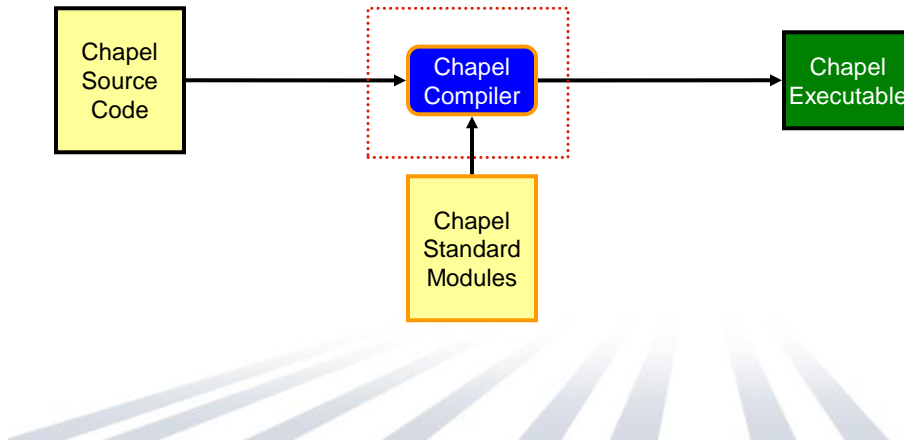 Chapel
Source
Code
Chapel
Compiler
Chapel
Executable
Chapel
Standard
Modules